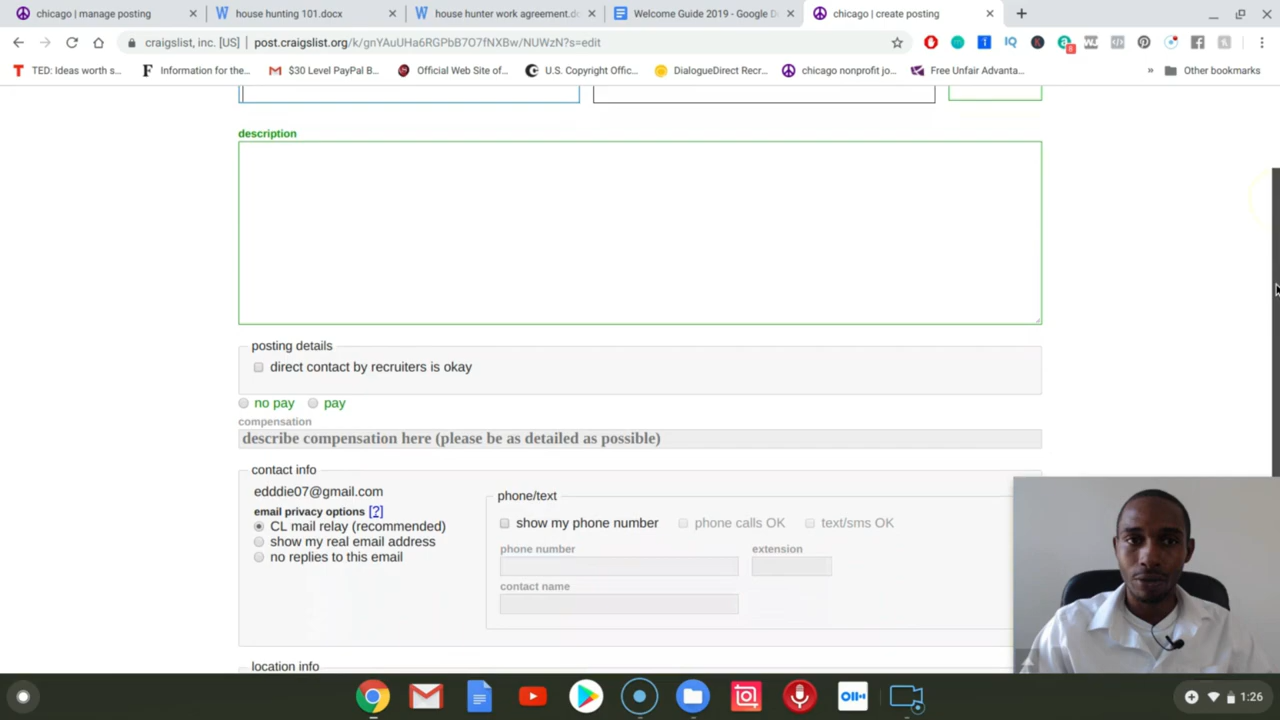 chicago | manage posting
house hunting 101.docx
house hunter work agreement.do
Welcome Guide 2019 - Google D
chicago | create posting
craigslist, inc. [US] | post.craigslist.org/k/gnYAuUHa6RGPbB7O7fNXBw/NUWzN?s=edit
TED: Ideas worth s...
Information for the...
$30 Level PayPal B...
Official Web Site of...
U.S. Copyright Offic...
DialogueDirect Recr...
chicago nonprofit jo...
Free Unfair Advanta...
» Other bookmarks
description
posting details
direct contact by recruiters is okay
no pay pay
compensation
describe compensation here (please be as detailed as possible)
contact info
edddie07@gmail.com
email privacy options [?]
CL mail relay (recommended)
show my real email address
no replies to this email
phone/text
show my phone number phone calls OK text/sms OK
phone number extension
contact name
location info
1:26